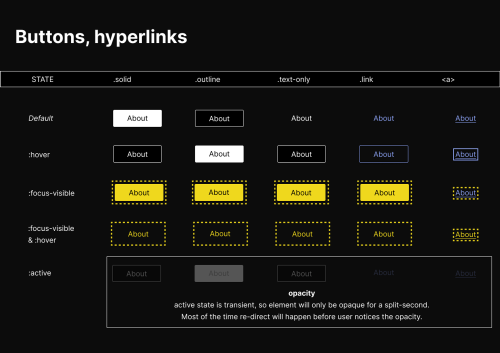 Buttons, hyperlinks
STATE .solid .outline .text-only .link <a>
Default About About About About About
:hover About About About About About
:focus-visible About About About About About
:focus-visible
& :hover About About About About About
:active About About About About About
opacity
active state is transient, so element will only be opaque for a split-second.
Most of the time re-direct will happen before user notices the opacity.